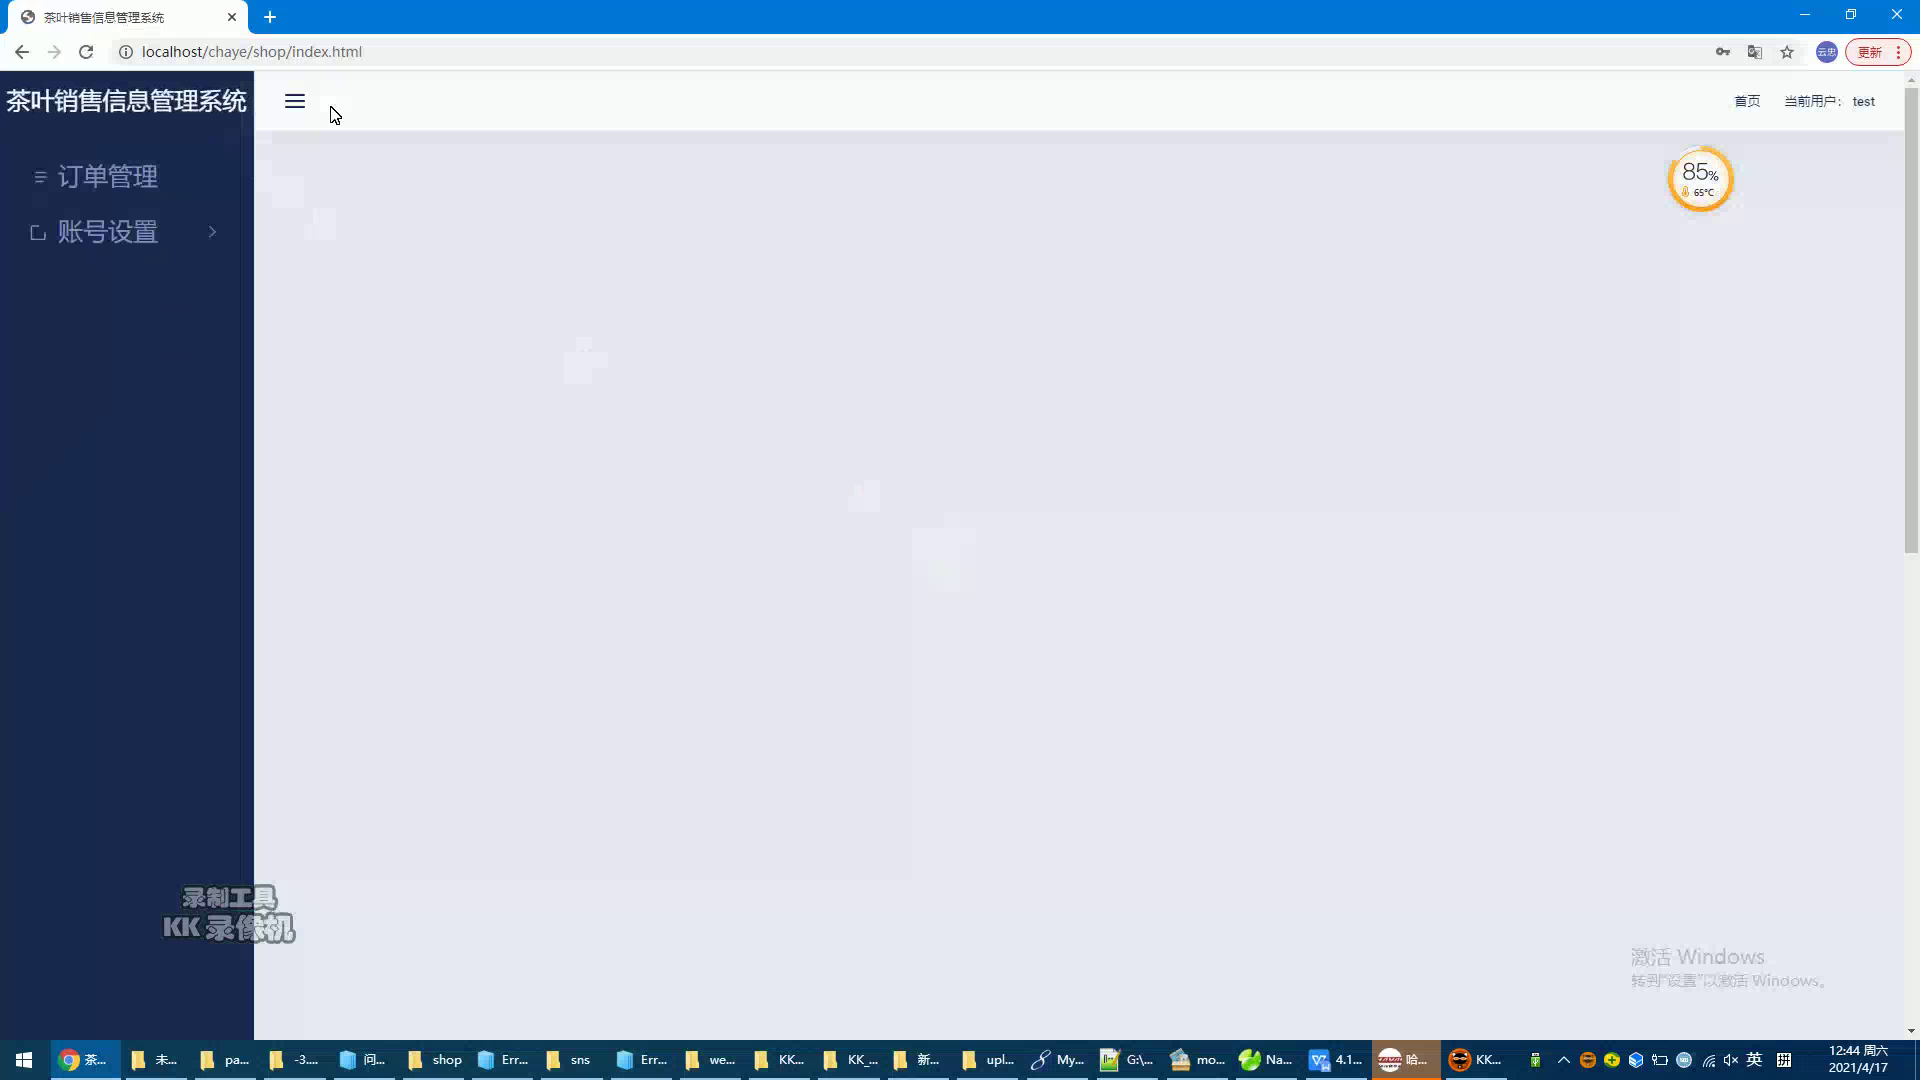 茶叶销售信息管理系统
localhost/chaye/shop/index.html
云忠
更新
茶叶销售信息管理系统
首页
当前用户： test
订单管理
账号设置
85%
65°C
录制工具
KK 录像机
激活 Windows
转到"设置"以激活 Windows。
茶...
未...
pa...
-3....
问...
shop
Err...
sns
Err...
we...
KK...
KK_...
新...
upl...
My...
G:\...
mo...
Na...
4.1...
哈...
KK...
英
拼
12:44 周六
2021/4/17